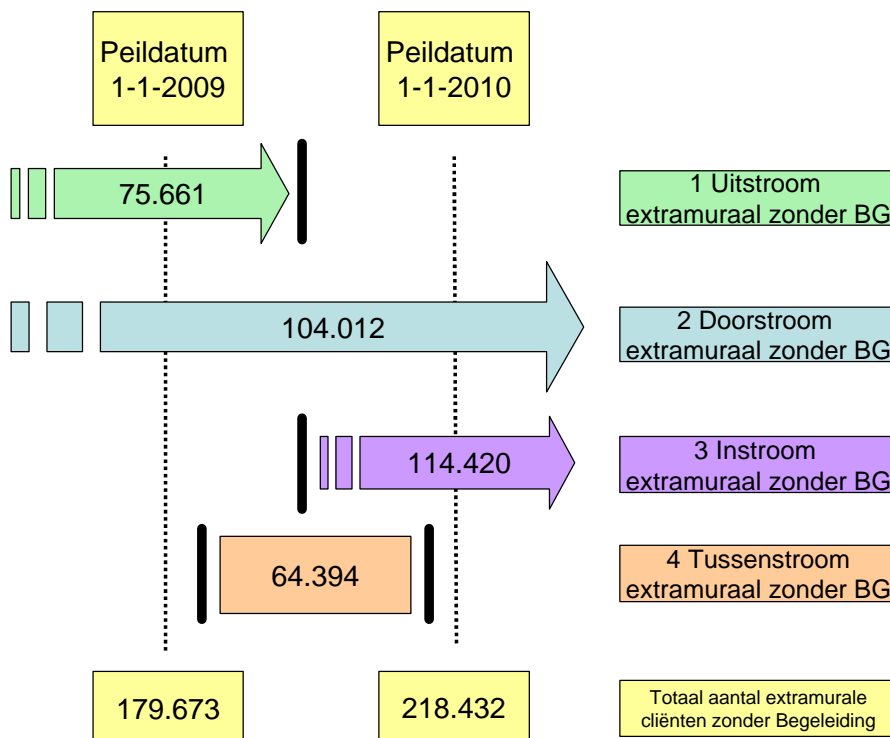 Peildatum
1-1-2009
Peildatum
1-1-2010
75.661
1 Uitstroom
extramuraal zonder BG
104.012
2 Doorstroom
extramuraal zonder BG
114.420
3 Instroom
extramuraal zonder BG
64.394
4 Tussenstroom
extramuraal zonder BG
179.673
218.432
Totaal aantal extramurale
cliënten zonder Begeleiding